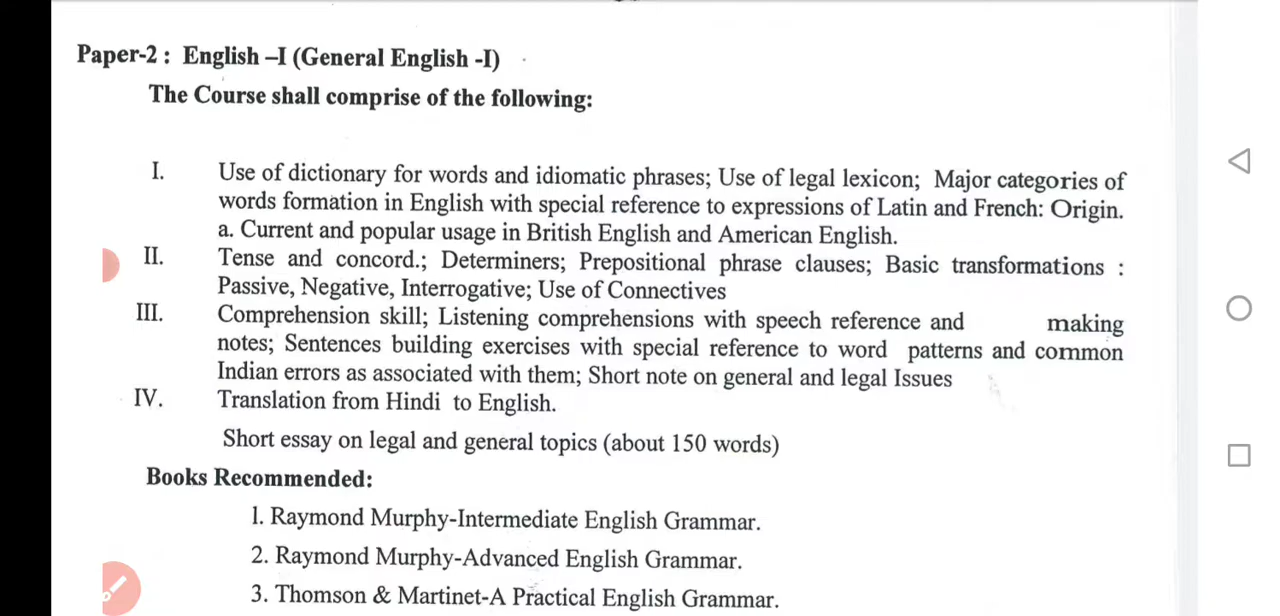 Paper-2 : English –I (General English -I)
The Course shall comprise of the following:
I. Use of dictionary for words and idiomatic phrases; Use of legal lexicon; Major categories of
words formation in English with special reference to expressions of Latin and French: Origin.
a. Current and popular usage in British English and American English.
II. Tense and concord.; Determiners; Prepositional phrase clauses; Basic transformations :
Passive, Negative, Interrogative; Use of Connectives
III. Comprehension skill; Listening comprehensions with speech reference and making
notes; Sentences building exercises with special reference to word patterns and common
Indian errors as associated with them; Short note on general and legal Issues
IV. Translation from Hindi to English.
Short essay on legal and general topics (about 150 words)
Books Recommended:
1. Raymond Murphy-Intermediate English Grammar.
2. Raymond Murphy-Advanced English Grammar.
3. Thomson & Martinet-A Practical English Grammar.